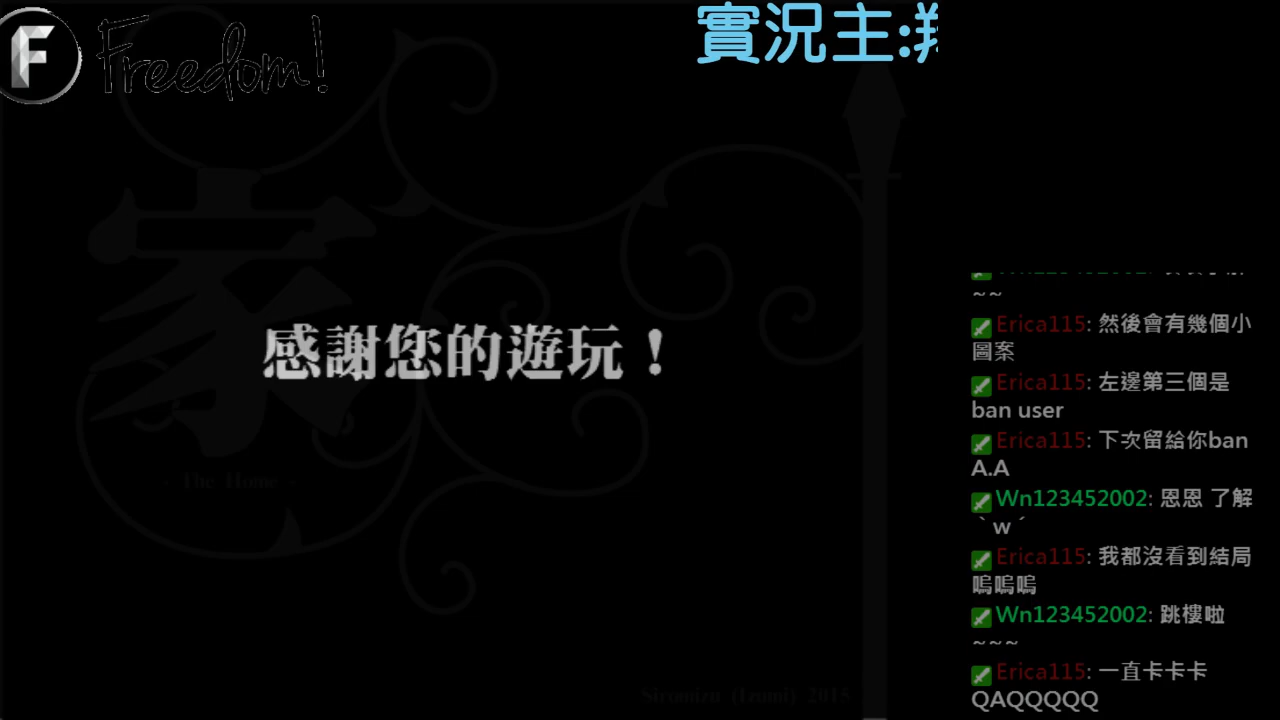 F Freedom!
實況主:
家
- The Home -
感謝您的遊玩！
Siromizu (Izumi) 2015
~~
Erica115: 然後會有幾個小
圖案
Erica115: 左邊第三個是
ban user
Erica115: 下次留給你ban
A.A
Wn123452002: 恩恩 了解
ˋwˊ
Erica115: 我都沒看到結局
嗚嗚嗚
Wn123452002: 跳樓啦
~~~
Erica115: 一直卡卡卡
QAQQQQQ